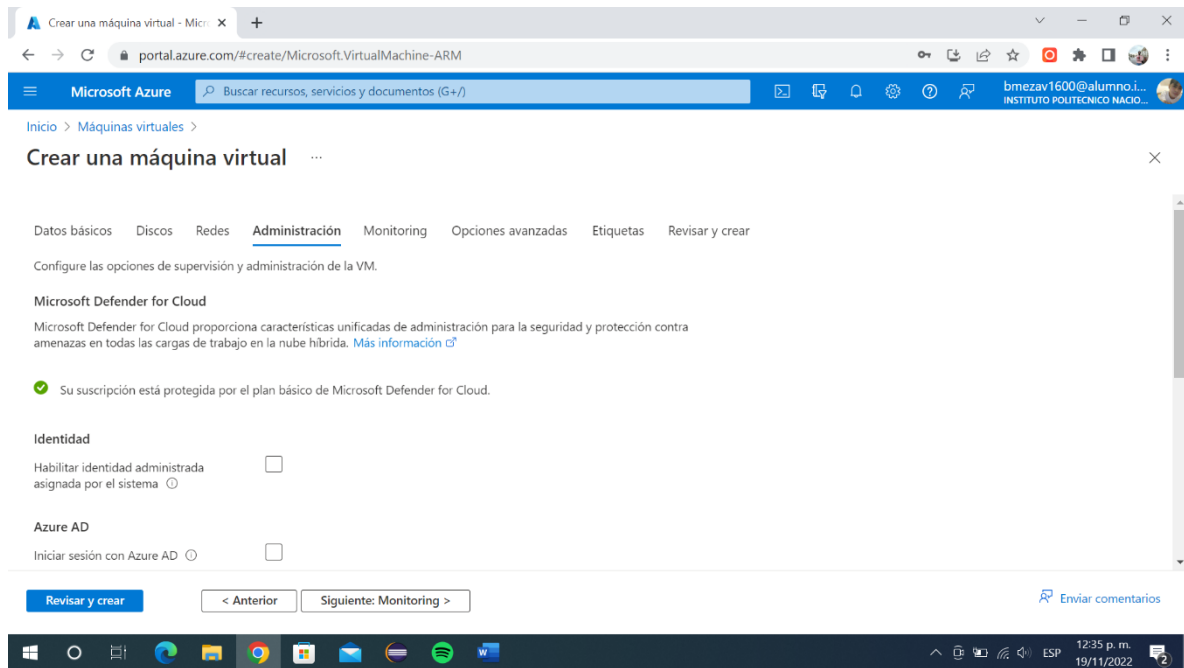 Crear una máquina virtual - Micr
portal.azure.com/#create/Microsoft.VirtualMachine-ARM
Microsoft Azure
Buscar recursos, servicios y documentos (G+/)
bmezav1600@alumno.i...
INSTITUTO POLITECNICO NACIO...
Inicio > Máquinas virtuales >
Crear una máquina virtual ...
Datos básicos Discos Redes Administración Monitoring Opciones avanzadas Etiquetas Revisar y crear
Configure las opciones de supervisión y administración de la VM.
Microsoft Defender for Cloud
Microsoft Defender for Cloud proporciona características unificadas de administración para la seguridad y protección contra
amenazas en todas las cargas de trabajo en la nube híbrida. Más información
Su suscripción está protegida por el plan básico de Microsoft Defender for Cloud.
Identidad
Habilitar identidad administrada
asignada por el sistema
Azure AD
Iniciar sesión con Azure AD
Revisar y crear
< Anterior
Siguiente: Monitoring >
Enviar comentarios
ESP
12:35 p. m.
19/11/2022
2